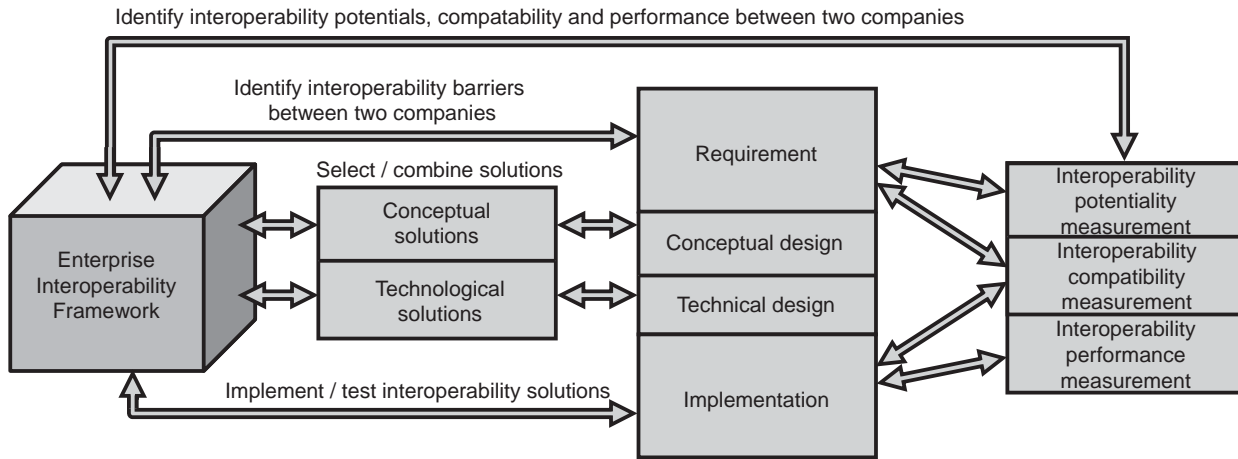 Identify interoperability potentials, compatability and performance between two companies
Identify interoperability barriers
between two companies
Select / combine solutions
Enterprise
Interoperability
Framework
Conceptual
solutions
Technological
solutions
Requirement
Conceptual design
Technical design
Implementation
Interoperability
potentiality
measurement
Interoperability
compatibility
measurement
Interoperability
performance
measurement
Implement / test interoperability solutions